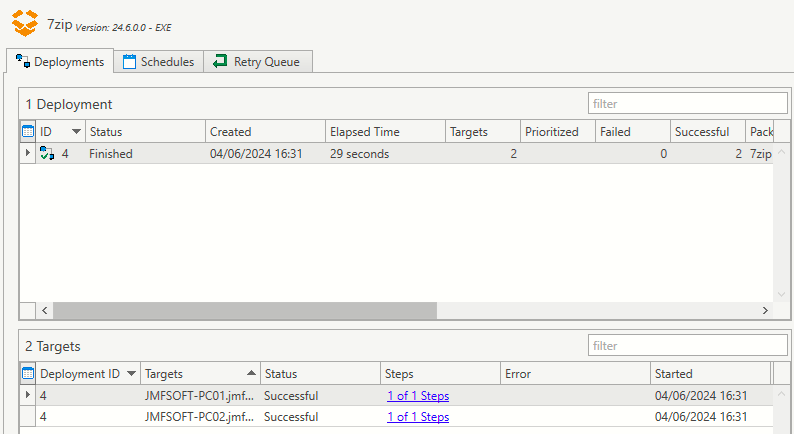 7zip Version: 24.6.0.0 - EXE
Deployments Schedules Retry Queue
1 Deployment filter
ID Status Created Elapsed Time Targets Prioritized Failed Successful Pack
4 Finished 04/06/2024 16:31 29 seconds 2 0 2 7zip
2 Targets filter
Deployment ID Targets Status Steps Error Started
4 JMFSOFT-PC01.jmf... Successful 1 of 1 Steps 04/06/2024 16:31
4 JMFSOFT-PC02.jmf... Successful 1 of 1 Steps 04/06/2024 16:31